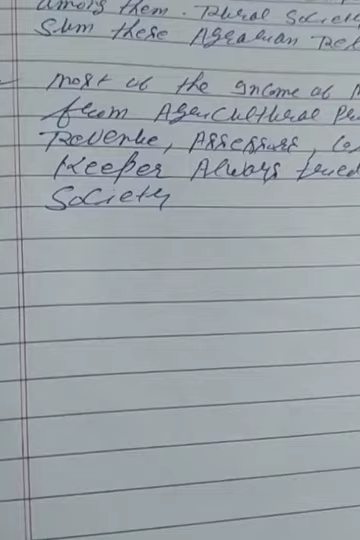 among them. Rural Society
Sum these Agrarian Rel
Most of the Income of M
from Agricultural Pr
Revenue, Assessors, Co
Keeper Always tried
Society